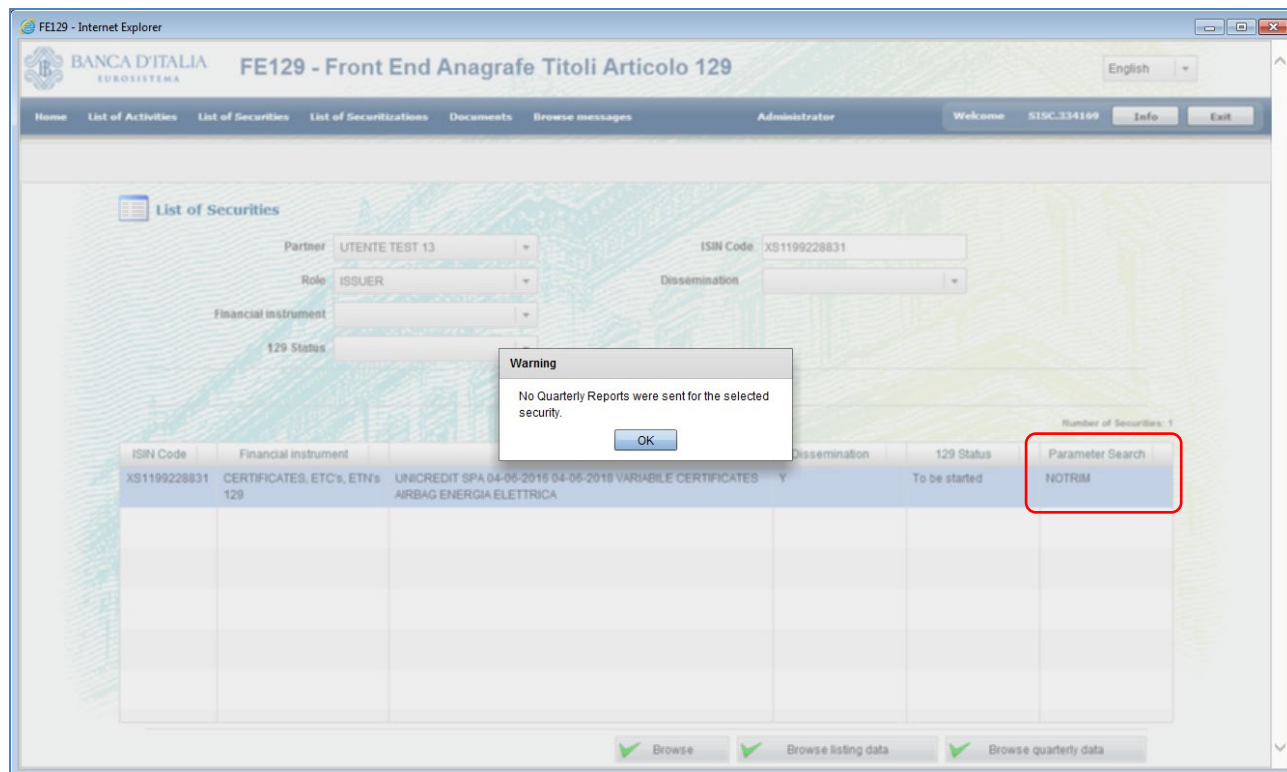 FE129 - Internet Explorer
BANCA D'ITALIA
EUROSISTEMA
FE129 - Front End Anagrafe Titoli Articolo 129
English
Home List of Activities List of Securities List of Securitizations Documents Browse messages Administrator Welcome SISC.334109 Info Exit
List of Securities
Partner UTENTE TEST 13 ISIN Code XS1199228831
Role ISSUER Dissemination
Financial instrument
129 Status
Warning
No Quarterly Reports were sent for the selected
security.
OK
Number of Securities: 1
ISIN Code Financial instrument Dissemination 129 Status Parameter Search
XS1199228831 CERTIFICATES, ETC's, ETN's UNICREDIT SPA 04-06-2016 04-06-2018 VARIABILE CERTIFICATES Y To be started NOTRIM
129 AIRBAG ENERGIA ELETTRICA
Browse Browse listing data Browse quarterly data